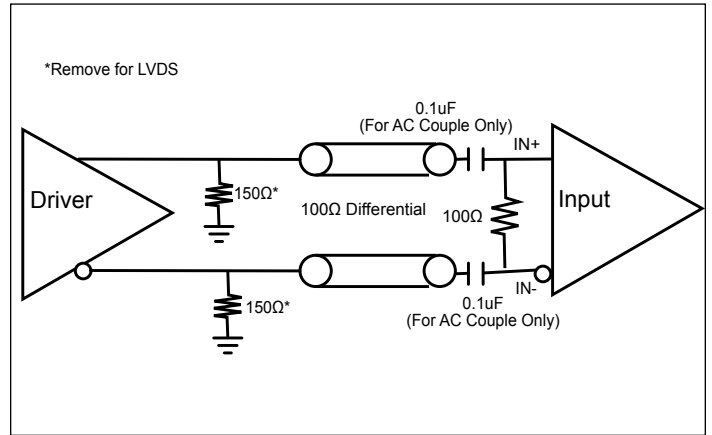 *Remove for LVDS
0.1uF
(For AC Couple Only)
IN+
Driver
150Ω*
100Ω Differential
100Ω
Input
IN-
150Ω*
0.1uF
(For AC Couple Only)